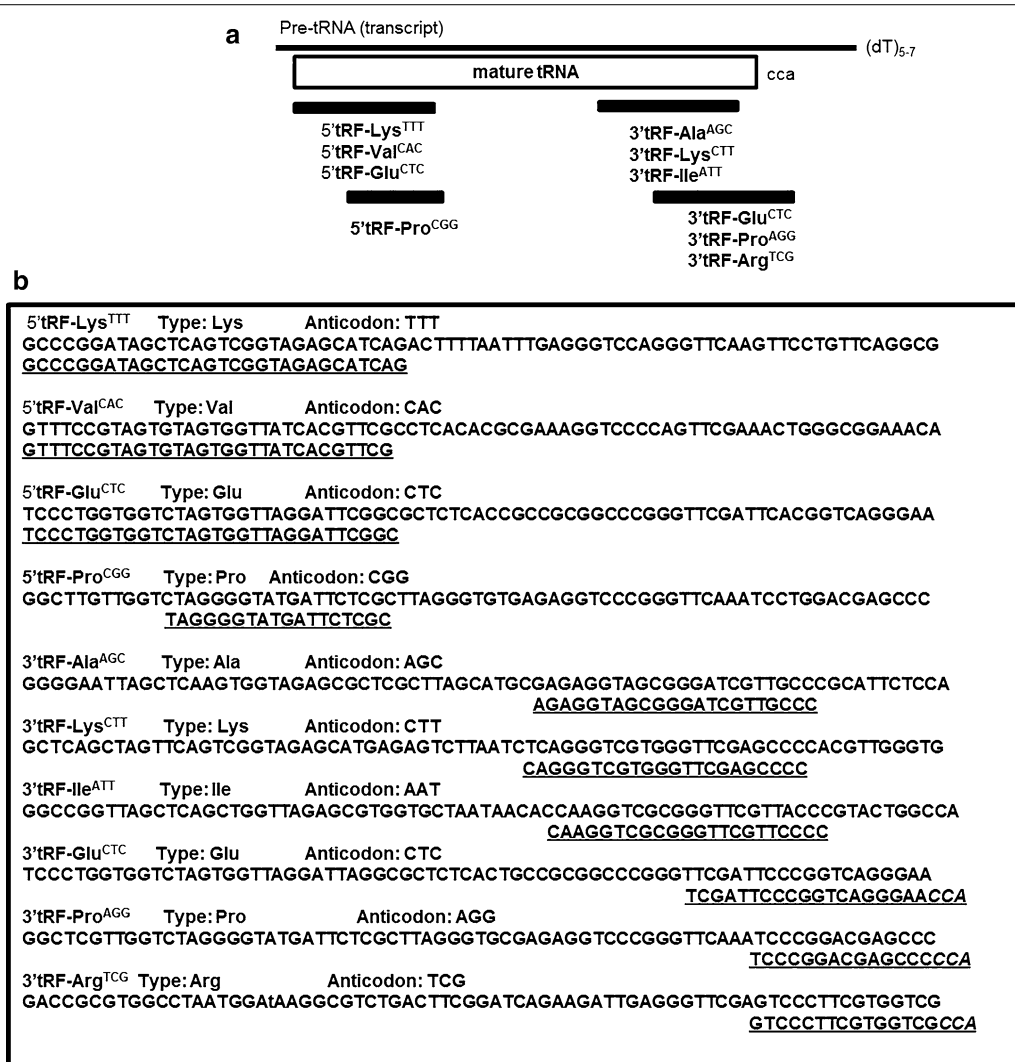 a
Pre-tRNA (transcript)
(dT)5-7
mature tRNA
cca
5'tRF-LysTTT
5'tRF-ValCAC
5'tRF-GluCTC
3'tRF-AlaAGC
3'tRF-LysCTT
3'tRF-IleATT
5'tRF-ProCGG
3'tRF-GluCTC
3'tRF-ProAGG
3'tRF-ArgTCG
b
5'tRF-LysTTT Type: Lys Anticodon: TTT
GCCCGGATAGCTCAGTCGGTAGAGCATCAGACTTTTAATTTGAGGGTCCAGGGTTCAAGTTCCTGTTCAGGCG
GCCCGGATAGCTCAGTCGGTAGAGCATCAG
5'tRF-ValCAC Type: Val Anticodon: CAC
GTTTCCGTAGTGTAGTGGTTATCACGTTCGCCTCACACGCGAAAGGTCCCCAGTTCGAAACTGGGCGGAAACA
GTTTCCGTAGTGTAGTGGTTATCACGTTCG
5'tRF-GluCTC Type: Glu Anticodon: CTC
TCCCTGGTGGTCTAGTGGTTAGGATTCGGCGCTCTCACCGCCGCGGCCCGGGTTCGATTCACGGTCAGGGAA
TCCCTGGTGGTCTAGTGGTTAGGATTCGGC
5'tRF-ProCGG Type: Pro Anticodon: CGG
GGCTTGTTGGTCTAGGGGTATGATTCTCGCTTAGGGTGTGAGAGGTCCCGGGTTCAAATCCTGGACGAGCCC
TAGGGGTATGATTCTCGC
3'tRF-AlaAGC Type: Ala Anticodon: AGC
GGGGAATTAGCTCAAGTGGTAGAGCGCTCGCTTAGCATGCGAGAGGTAGCGGGATCGTTGCCCGCATTCTCCA
AGAGGTAGCGGGATCGTTGCCC
3'tRF-LysCTT Type: Lys Anticodon: CTT
GCTCAGCTAGTTCAGTCGGTAGAGCATGAGAGTCTTAATCTCAGGGTCGTGGGTTCGAGCCCCACGTTGGGTG
CAGGGTCGTGGGTTCGAGCCCC
3'tRF-IleATT Type: Ile Anticodon: AAT
GGCCGGTTAGCTCAGCTGGTTAGAGCGTGGTGCTAATAACACCAAGGTCGCGGGTTCGTTACCCGTACTGGCCA
CAAGGTCGCGGGTTCGTTCCCC
3'tRF-GluCTC Type: Glu Anticodon: CTC
TCCCTGGTGGTCTAGTGGTTAGGATTAGGCGCTCTCACTGCCGCGGCCCGGGTTCGATTCCCGGTCAGGGAA
TCGATTCCCGGTCAGGGAACCA
3'tRF-ProAGG Type: Pro Anticodon: AGG
GGCTCGTTGGTCTAGGGGTATGATTCTCGCTTAGGGTGCGAGAGGTCCCGGGTTCAAATCCCGGACGAGCCC
TCCCGGACGAGCCCCCA
3'tRF-ArgTCG Type: Arg Anticodon: TCG
GACCGCGTGGCCTAATGGAtAAGGCGTCTGACTTCGGATCAGAAGATTGAGGGTTCGAGTCCCTTCGTGGTCG
GTCCCTTCGTGGTCGCCA